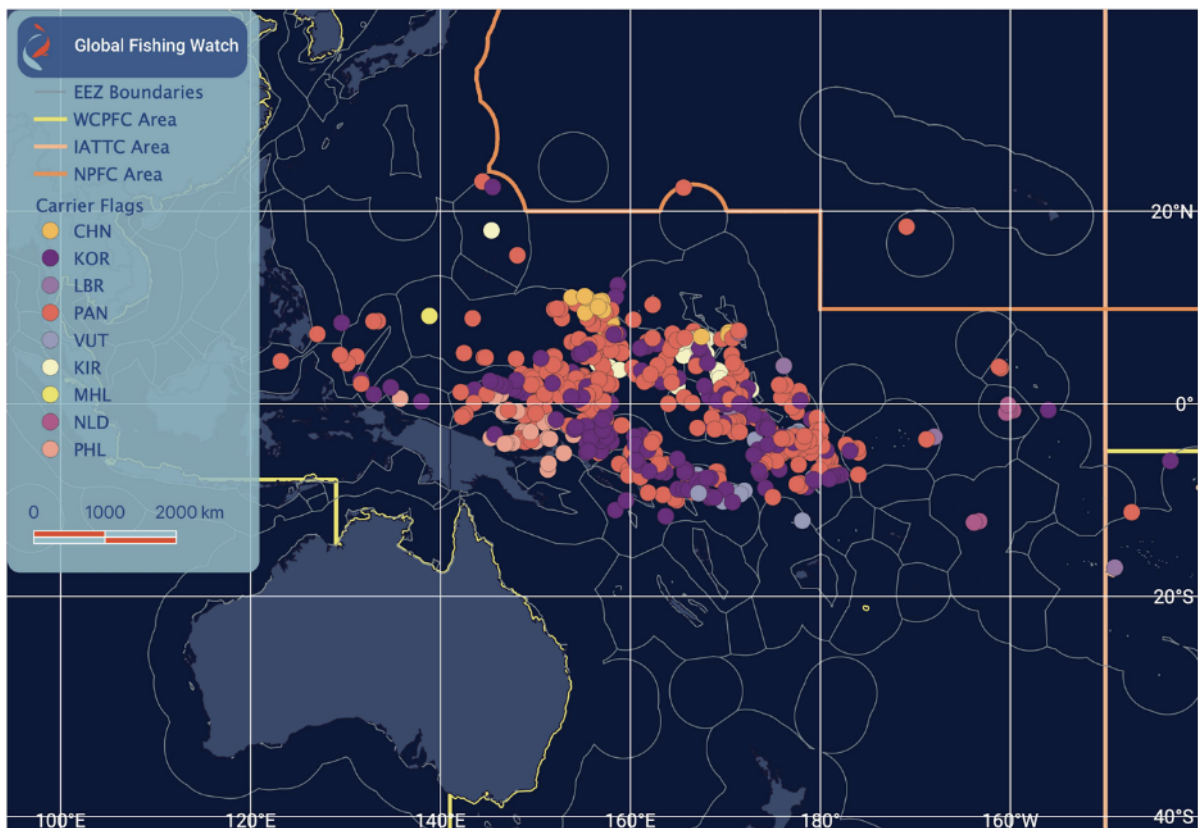 Global Fishing Watch
EEZ Boundaries
WCPFC Area
IATTC Area
NPFC Area
Carrier Flags
CHN
KOR
LBR
PAN
VUT
KIR
MHL
NLD
PHL
0 1000 2000 km
20°N
0°
20°S
100°E 120°E 140°E 160°E 180° 160°W 40°S